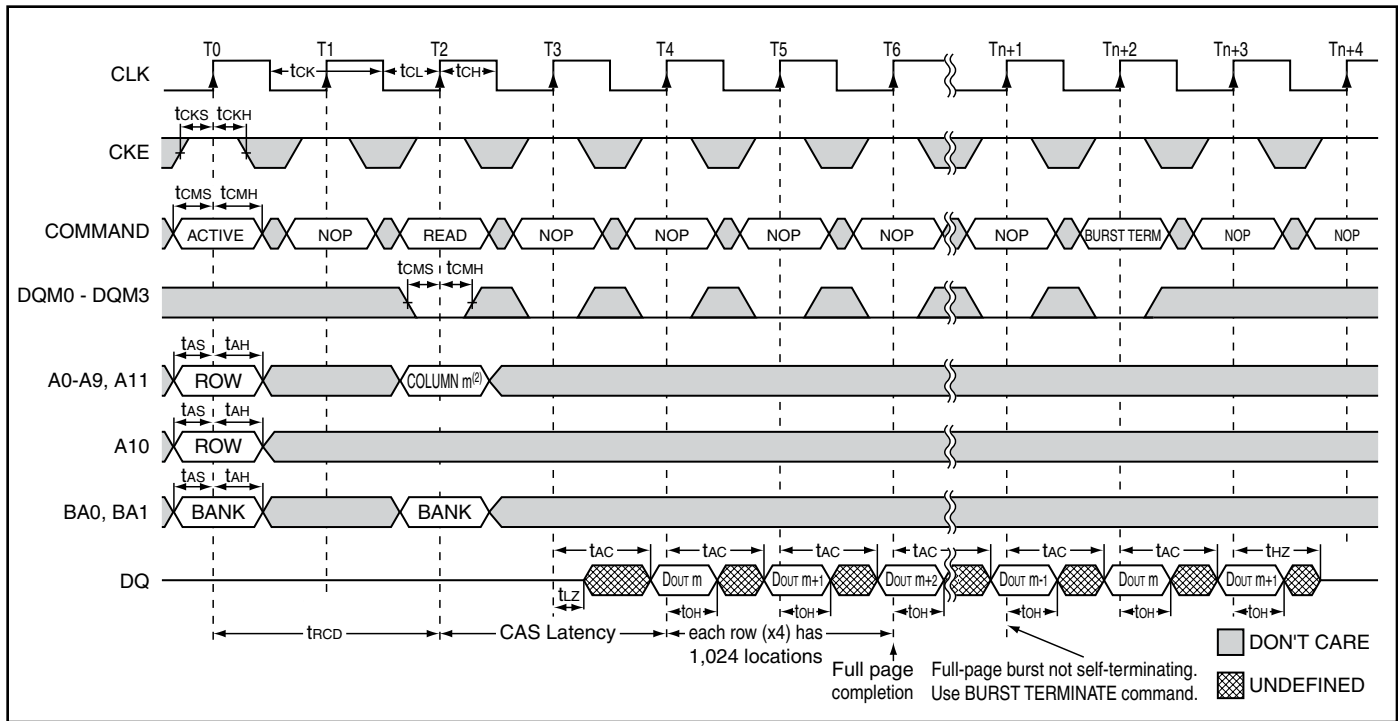 T0 T1 T2 T3 T4 T5 T6 Tn+1 Tn+2 Tn+3 Tn+4
CLK tCK tCL tCH
tCKS tCKH
CKE
tCMS tCMH
COMMAND ACTIVE NOP READ NOP NOP NOP NOP NOP BURST TERM NOP NOP
tCMS tCMH
DQM0 - DQM3
tAS tAH
A0-A9, A11 ROW COLUMN m(2)
tAS tAH
A10 ROW
tAS tAH
BA0, BA1 BANK BANK
tAC tAC tAC tAC tAC tAC tHZ
DQ DOUT m DOUT m+1 DOUT m+2 DOUT m-1 DOUT m DOUT m+1
tLZ tOH tOH tOH tOH tOH tOH
tRCD CAS Latency each row (x4) has
1,024 locations
Full page
completion
Full-page burst not self-terminating.
Use BURST TERMINATE command.
DON'T CARE
UNDEFINED